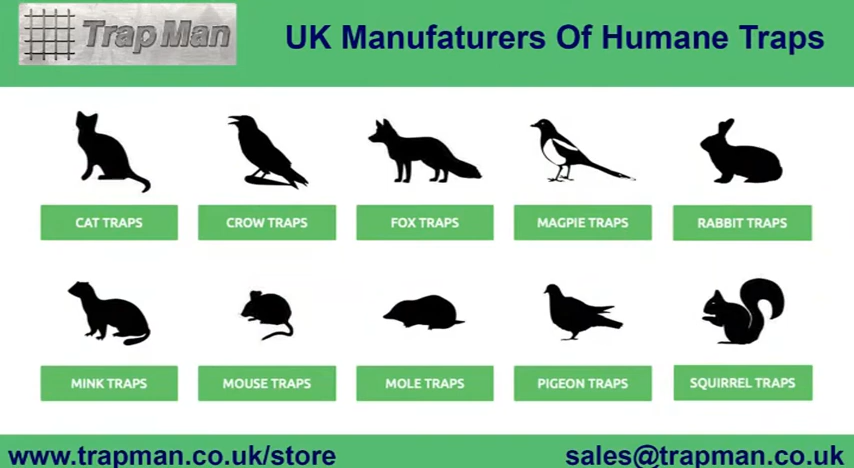 Trap Man
UK Manufaturers Of Humane Traps
CAT TRAPS
CROW TRAPS
FOX TRAPS
MAGPIE TRAPS
RABBIT TRAPS
MINK TRAPS
MOUSE TRAPS
MOLE TRAPS
PIGEON TRAPS
SQUIRREL TRAPS
www.trapman.co.uk/store
sales@trapman.co.uk